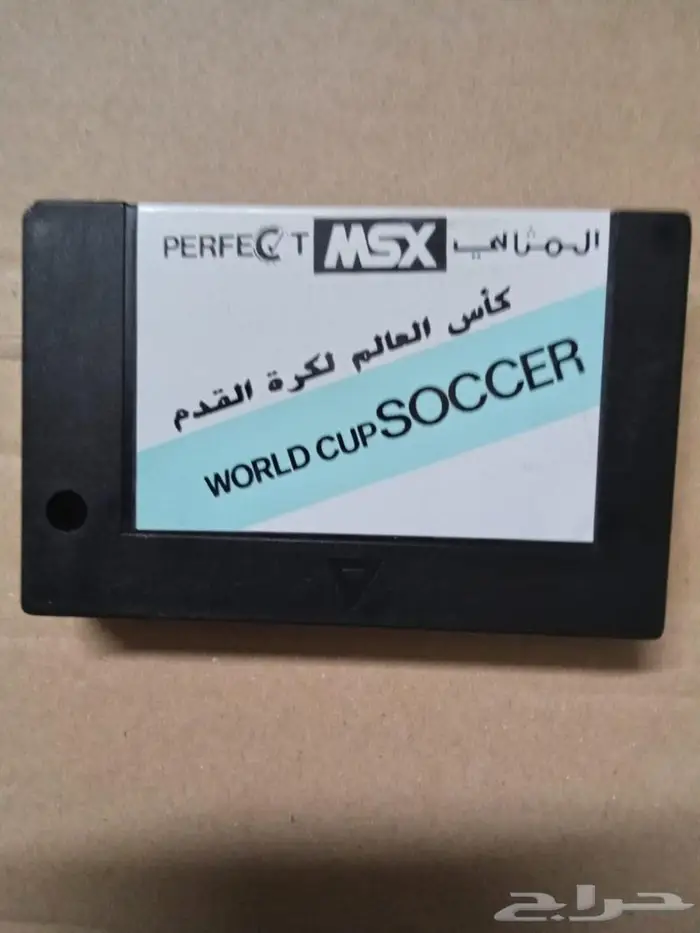 PERFECT MSX المثالي
كأس العالم لكرة القدم
WORLD CUP SOCCER
حراج